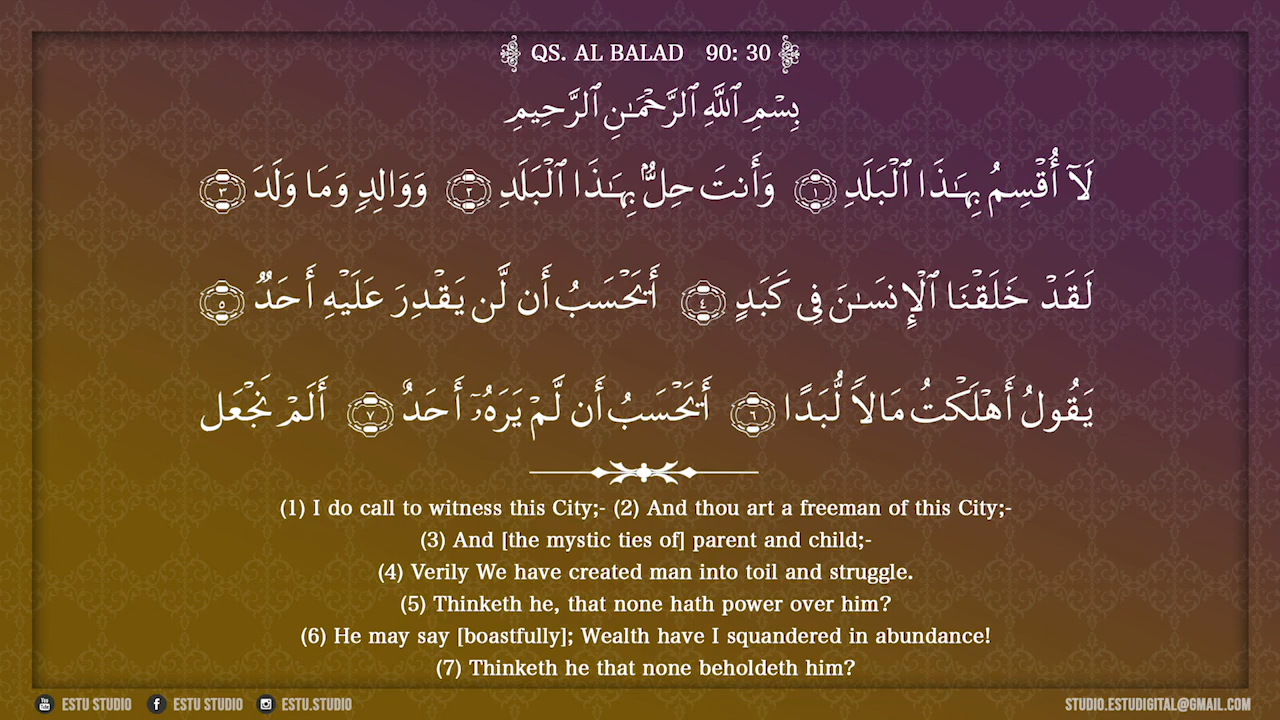 QS. AL BALAD 90: 30
بِسْمِ ٱللَّهِ ٱلرَّحْمَـٰنِ ٱلرَّحِيمِ
لَآ أُقْسِمُ بِهَـٰذَا ٱلْبَلَدِ ١ وَأَنتَ حِلٌّۢ بِهَـٰذَا ٱلْبَلَدِ ٢ وَوَالِدٍۢ وَمَا وَلَدَ ٣
لَقَدْ خَلَقْنَا ٱلْإِنسَـٰنَ فِى كَبَدٍ ٤ أَيَحْسَبُ أَن لَّن يَقْدِرَ عَلَيْهِ أَحَدٌۭ ٥
يَقُولُ أَهْلَكْتُ مَالًا لُّبَدًا ٦ أَيَحْسَبُ أَن لَّمْ يَرَهُۥٓ أَحَدٌ ٧ أَلَمْ نَجْعَل
(1) I do call to witness this City;- (2) And thou art a freeman of this City;-
(3) And [the mystic ties of] parent and child;-
(4) Verily We have created man into toil and struggle.
(5) Thinketh he, that none hath power over him?
(6) He may say [boastfully]; Wealth have I squandered in abundance!
(7) Thinketh he that none beholdeth him?
You Tube ESTU STUDIO f ESTU STUDIO ESTU.STUDIO STUDIO.ESTUDIGITAL@GMAIL.COM